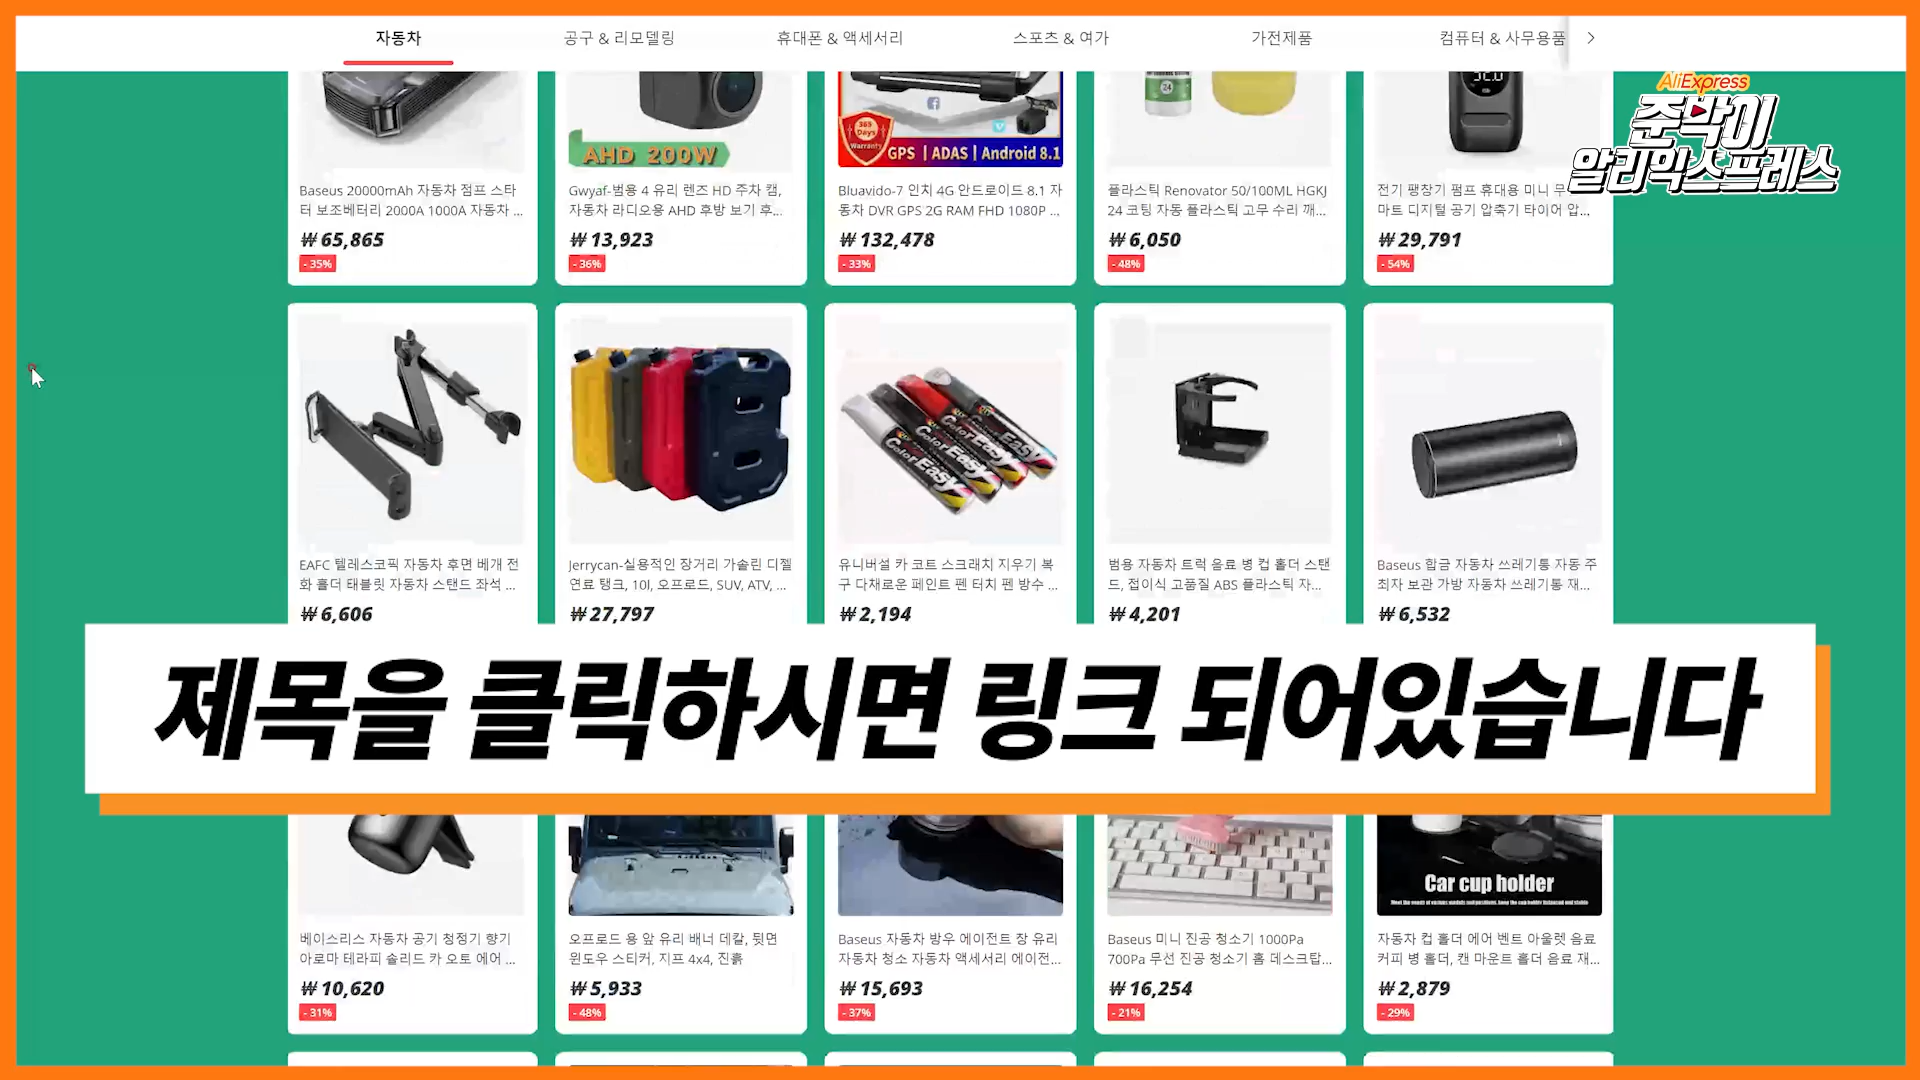 자동차
공구 & 리모델링
휴대폰 & 액세서리
스포츠 & 여가
가전제품
컴퓨터 & 사무용품
AliExpress
준박이
알리익스프레스
AHD 200W
365
Days
Warranty
GPS | ADAS | Android 8.1
24
Baseus 20000mAh 자동차 점프 스타
터 보조베터리 2000A 1000A 자동차 ...
₩65,865
- 35%
Gwyaf-범용 4 유리 렌즈 HD 주차 캠,
자동차 라디오용 AHD 후방 보기 후...
₩13,923
- 36%
Bluavido-7 인치 4G 안드로이드 8.1 자
동차 DVR GPS 2G RAM FHD 1080P ...
₩132,478
- 33%
플라스틱 Renovator 50/100ML HGKJ
24 코팅 자동 플라스틱 고무 수리 깨...
₩6,050
- 48%
전기 팽창기 펌프 휴대용 미니 무
마트 디지털 공기 압축기 타이어 압...
₩29,791
- 54%
Color Easy
Color Easy
Color Easy
Easy
EAFC 텔레스코픽 자동차 후면 베개 전
화 홀더 태블릿 자동차 스탠드 좌석 ...
₩6,606
Jerrycan-실용적인 장거리 가솔린 디젤
연료 탱크, 10l, 오프로드, SUV, ATV, ...
₩27,797
유니버설 카 코트 스크래치 지우기 복
구 다채로운 페인트 펜 터치 펜 방수 ...
₩2,194
범용 자동차 트럭 음료 병 컵 홀더 스탠
드, 접이식 고품질 ABS 플라스틱 자...
₩4,201
Baseus 합금 자동차 쓰레기통 자동 주
최자 보관 가방 자동차 쓰레기통 재...
₩6,532
제목을 클릭하시면 링크 되어있습니다
Car cup holder
베이스리스 자동차 공기 청정기 향기
아로마 테라피 솔리드 카 오토 에어 ...
₩10,620
- 31%
오프로드 용 앞 유리 배너 데칼, 뒷면
윈도우 스티커, 지프 4x4, 진흙
₩5,933
- 48%
Baseus 자동차 방우 에이전트 창 유리
자동차 청소 자동차 액세서리 에이전...
₩15,693
- 37%
Baseus 미니 진공 청소기 1000Pa
700Pa 무선 진공 청소기 홈 데스크탑...
₩16,254
- 21%
자동차 컵 홀더 에어 벤트 아울렛 음료
커피 병 홀더, 캔 마운트 홀더 음료 재...
₩2,879
- 29%